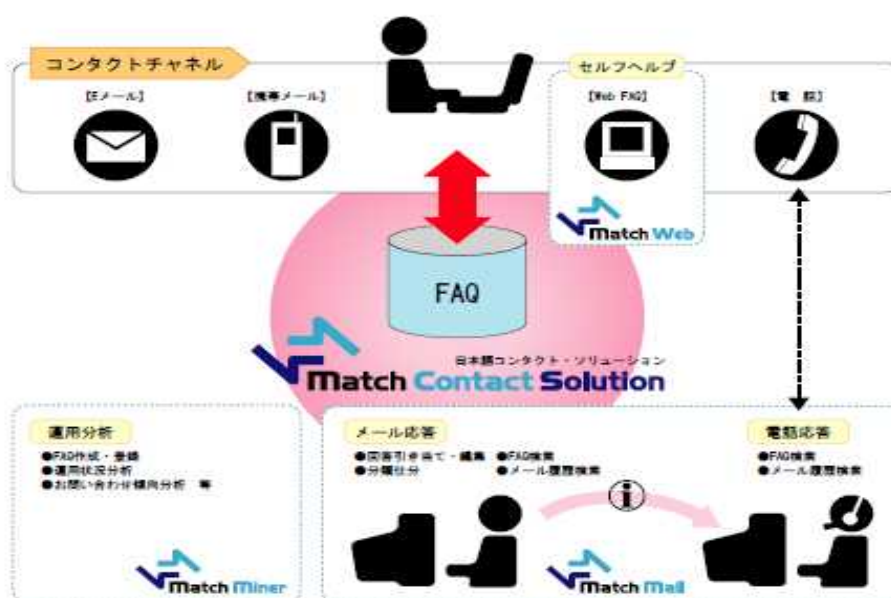 コンタクトチャネル
セルフヘルプ
[Eメール]
[携帯メール]
[Web FAQ]
[電 話]
Match Web
FAQ
日本語コンタクト・ソリューション
Match Contact Solution
運用分析
●FAQ作成・登録
●運用状況分析
●お問い合わせ傾向分析 等
Match Miner
メール応答
●回答引き当て・編集 ●FAQ検索
●分類仕分 ●メール履歴検索
i
Match Mail
電話応答
●FAQ検索
●メール履歴検索